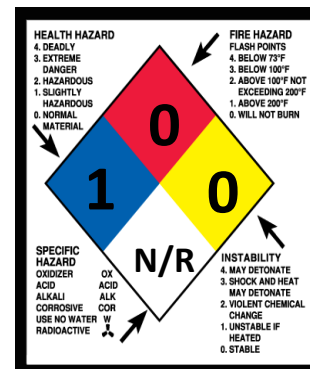 HEALTH HAZARD
4. DEADLY
3. EXTREME
DANGER
2. HAZARDOUS
1. SLIGHTLY
HAZARDOUS
0. NORMAL
MATERIAL
FIRE HAZARD
FLASH POINTS
4. BELOW 73°F
3. BELOW 100°F
2. ABOVE 100°F NOT
EXCEEDING 200°F
1. ABOVE 200°F
0. WILL NOT BURN
0
1
0
N/R
SPECIFIC
HAZARD
OXIDIZER OX
ACID ACID
ALKALI ALK
CORROSIVE COR
USE NO WATER W
RADIOACTIVE
INSTABILITY
4. MAY DETONATE
3. SHOCK AND HEAT
MAY DETONATE
2. VIOLENT CHEMICAL
CHANGE
1. UNSTABLE IF
HEATED
0. STABLE